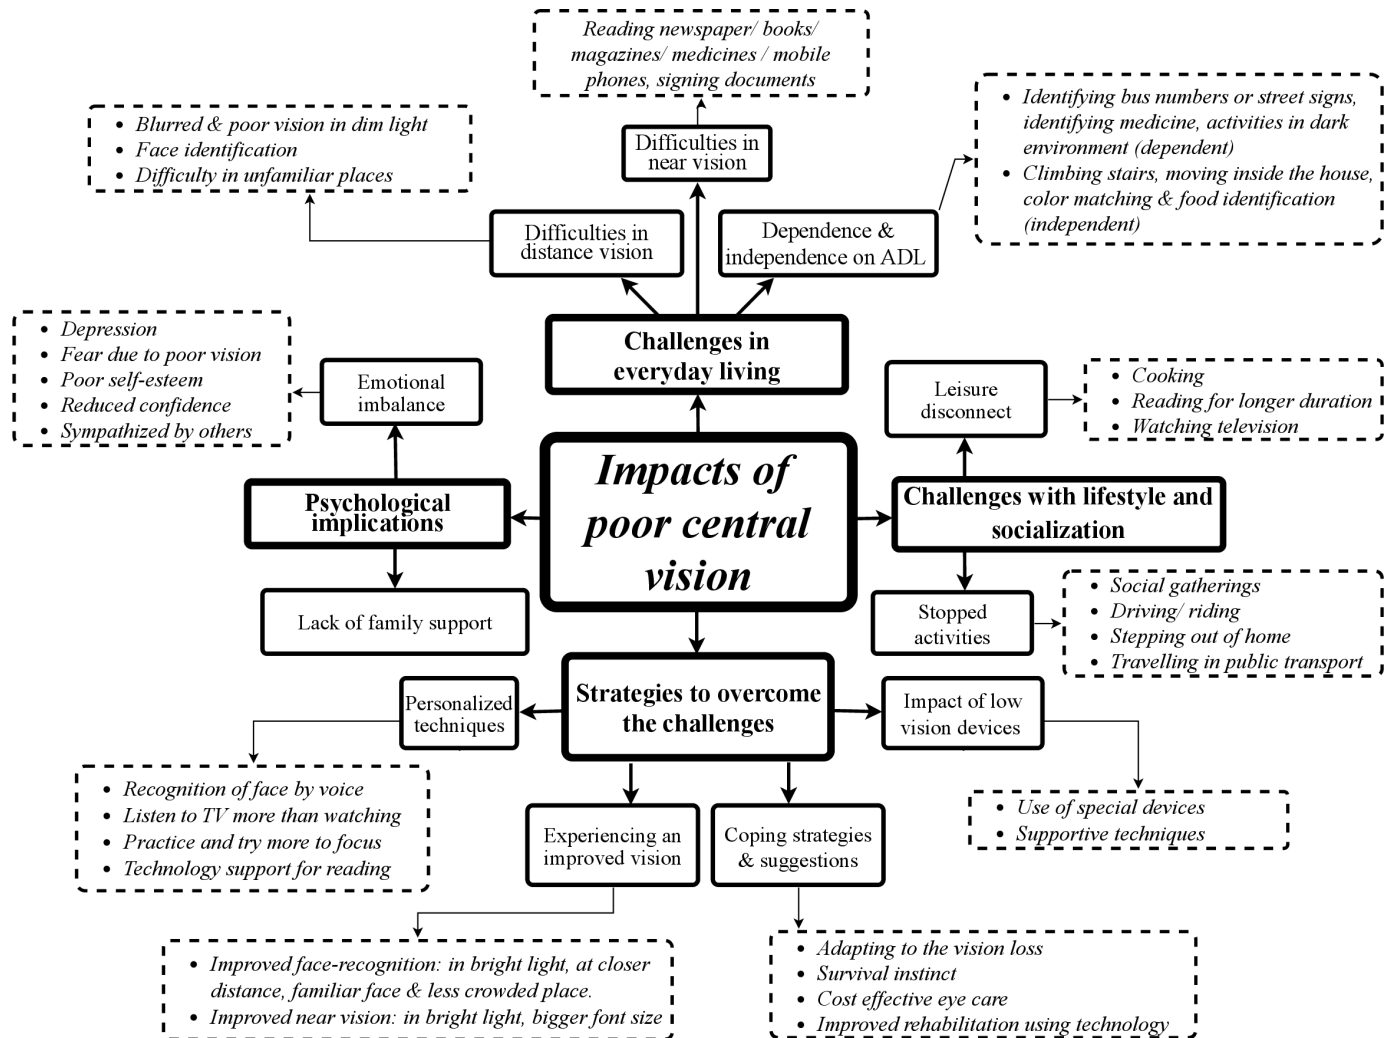 Reading newspaper/ books/
magazines/ medicines / mobile
phones, signing documents
Difficulties in
near vision
• Blurred & poor vision in dim light
• Face identification
• Difficulty in unfamiliar places
Difficulties in
distance vision
• Identifying bus numbers or street signs,
identifying medicine, activities in dark
environment (dependent)
• Climbing stairs, moving inside the house,
color matching & food identification
(independent)
Dependence &
independence on ADL
Challenges in
everyday living
• Depression
• Fear due to poor vision
• Poor self-esteem
• Reduced confidence
• Sympathized by others
Emotional
imbalance
Psychological
implications
Lack of family support
Impacts of
poor central
vision
Leisure
disconnect
• Cooking
• Reading for longer duration
• Watching television
Challenges with lifestyle and
socialization
Stopped
activities
• Social gatherings
• Driving/ riding
• Stepping out of home
• Travelling in public transport
Strategies to overcome
the challenges
Personalized
techniques
• Recognition of face by voice
• Listen to TV more than watching
• Practice and try more to focus
• Technology support for reading
Impact of low
vision devices
• Use of special devices
• Supportive techniques
Experiencing an
improved vision
• Improved face-recognition: in bright light, at closer
distance, familiar face & less crowded place.
• Improved near vision: in bright light, bigger font size
Coping strategies
& suggestions
• Adapting to the vision loss
• Survival instinct
• Cost effective eye care
• Improved rehabilitation using technology